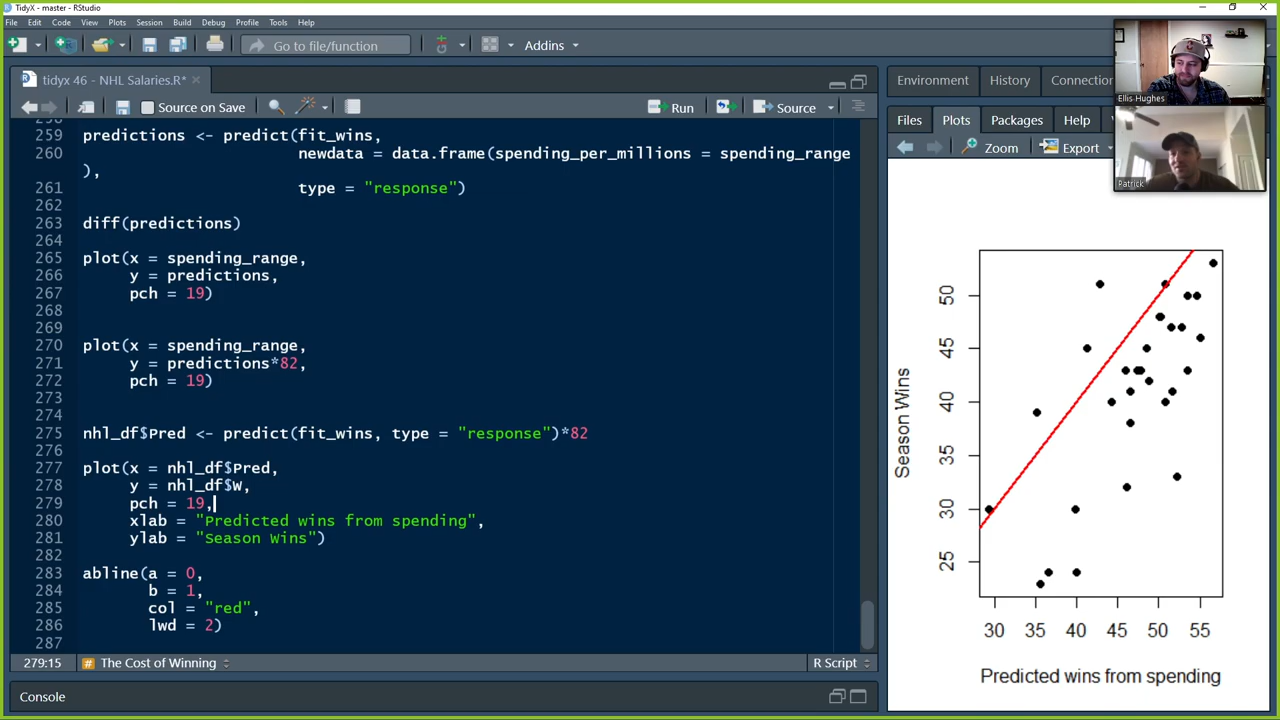 TidyX - master - RStudio
File Edit Code View Plots Session Build Debug Profile Tools Help
Go to file/function
Addins
tidyx 46 - NHL Salaries.R*
Source on Save
Run
Source
259 predictions <- predict(fit_wins,
260 newdata = data.frame(spending_per_millions = spending_range
),
261 type = "response")
262
263 diff(predictions)
264
265 plot(x = spending_range,
266 y = predictions,
267 pch = 19)
268
269
270 plot(x = spending_range,
271 y = predictions*82,
272 pch = 19)
273
274
275 nhl_df$Pred <- predict(fit_wins, type = "response")*82
276
277 plot(x = nhl_df$Pred,
278 y = nhl_df$W,
279 pch = 19,
280 xlab = "Predicted wins from spending",
281 ylab = "Season Wins")
282
283 abline(a = 0,
284 b = 1,
285 col = "red",
286 lwd = 2)
287
279:15
# The Cost of Winning
R Script
Console
Environment History Connection
Files Plots Packages Help
Zoom Export
Ellis Hughes
Patrick
Season Wins
50
45
40
35
30
25
30 35 40 45 50 55
Predicted wins from spending